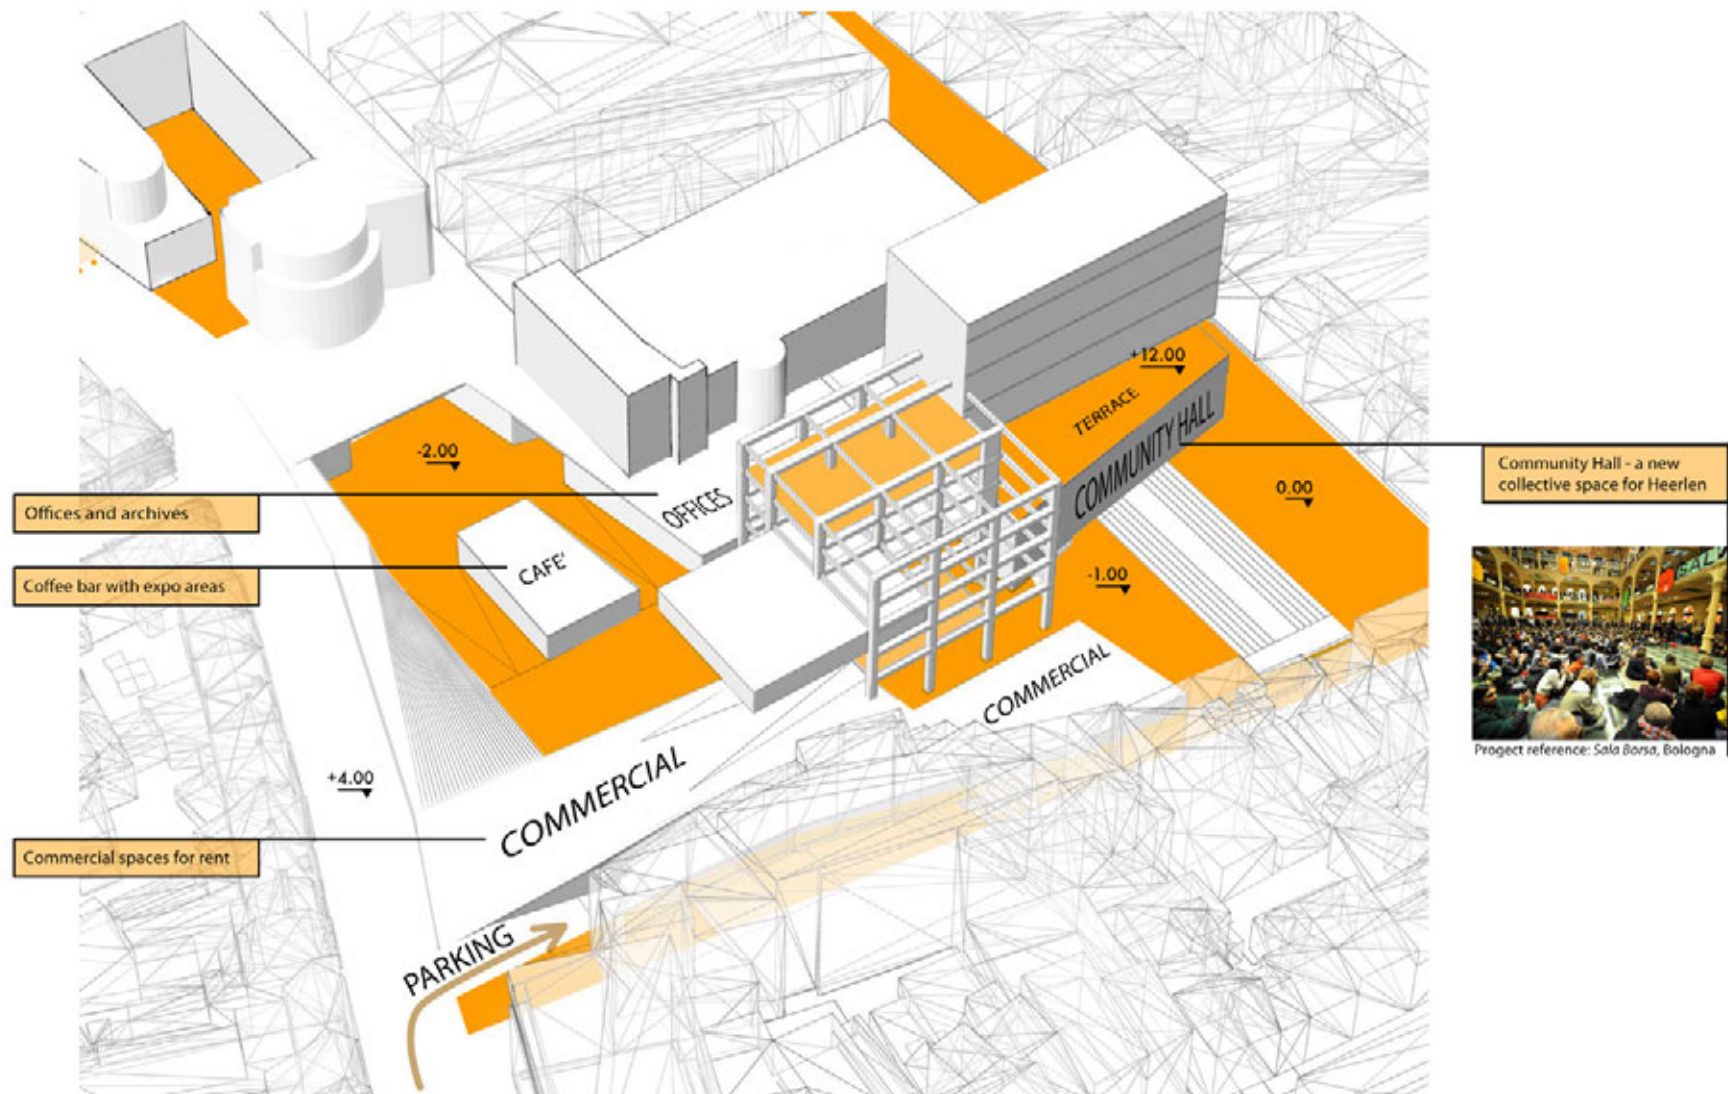 +12.00
TERRACE
COMMUNITY HALL
-2.00
Community Hall - a new
collective space for Heerlen
0.00
OFFICES
Offices and archives
CAFE'
Coffee bar with expo areas
-1.00
COMMERCIAL
Progect reference: Sala Borsa, Bologna
+4.00
COMMERCIAL
Commercial spaces for rent
PARKING